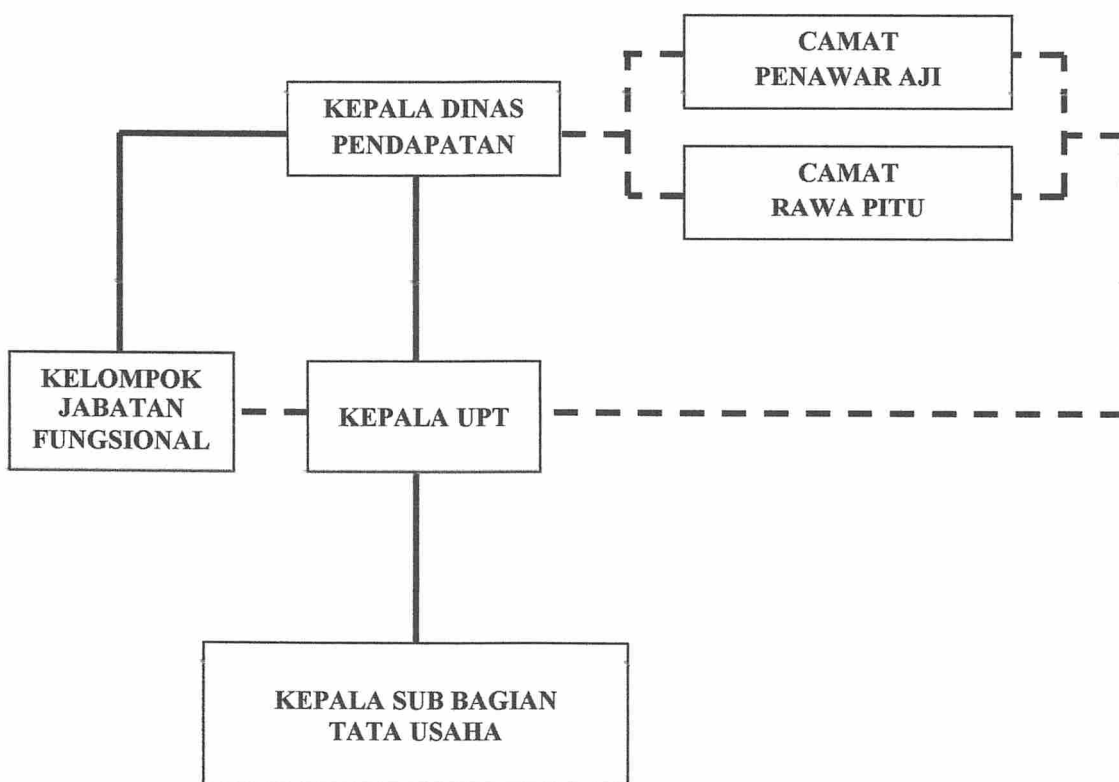 CAMAT
PENAWAR AJI
KEPALA DINAS
PENDAPATAN
CAMAT
RAWA PITU
KELOMPOK
JABATAN
FUNGSIONAL
KEPALA UPT
KEPALA SUB BAGIAN
TATA USAHA